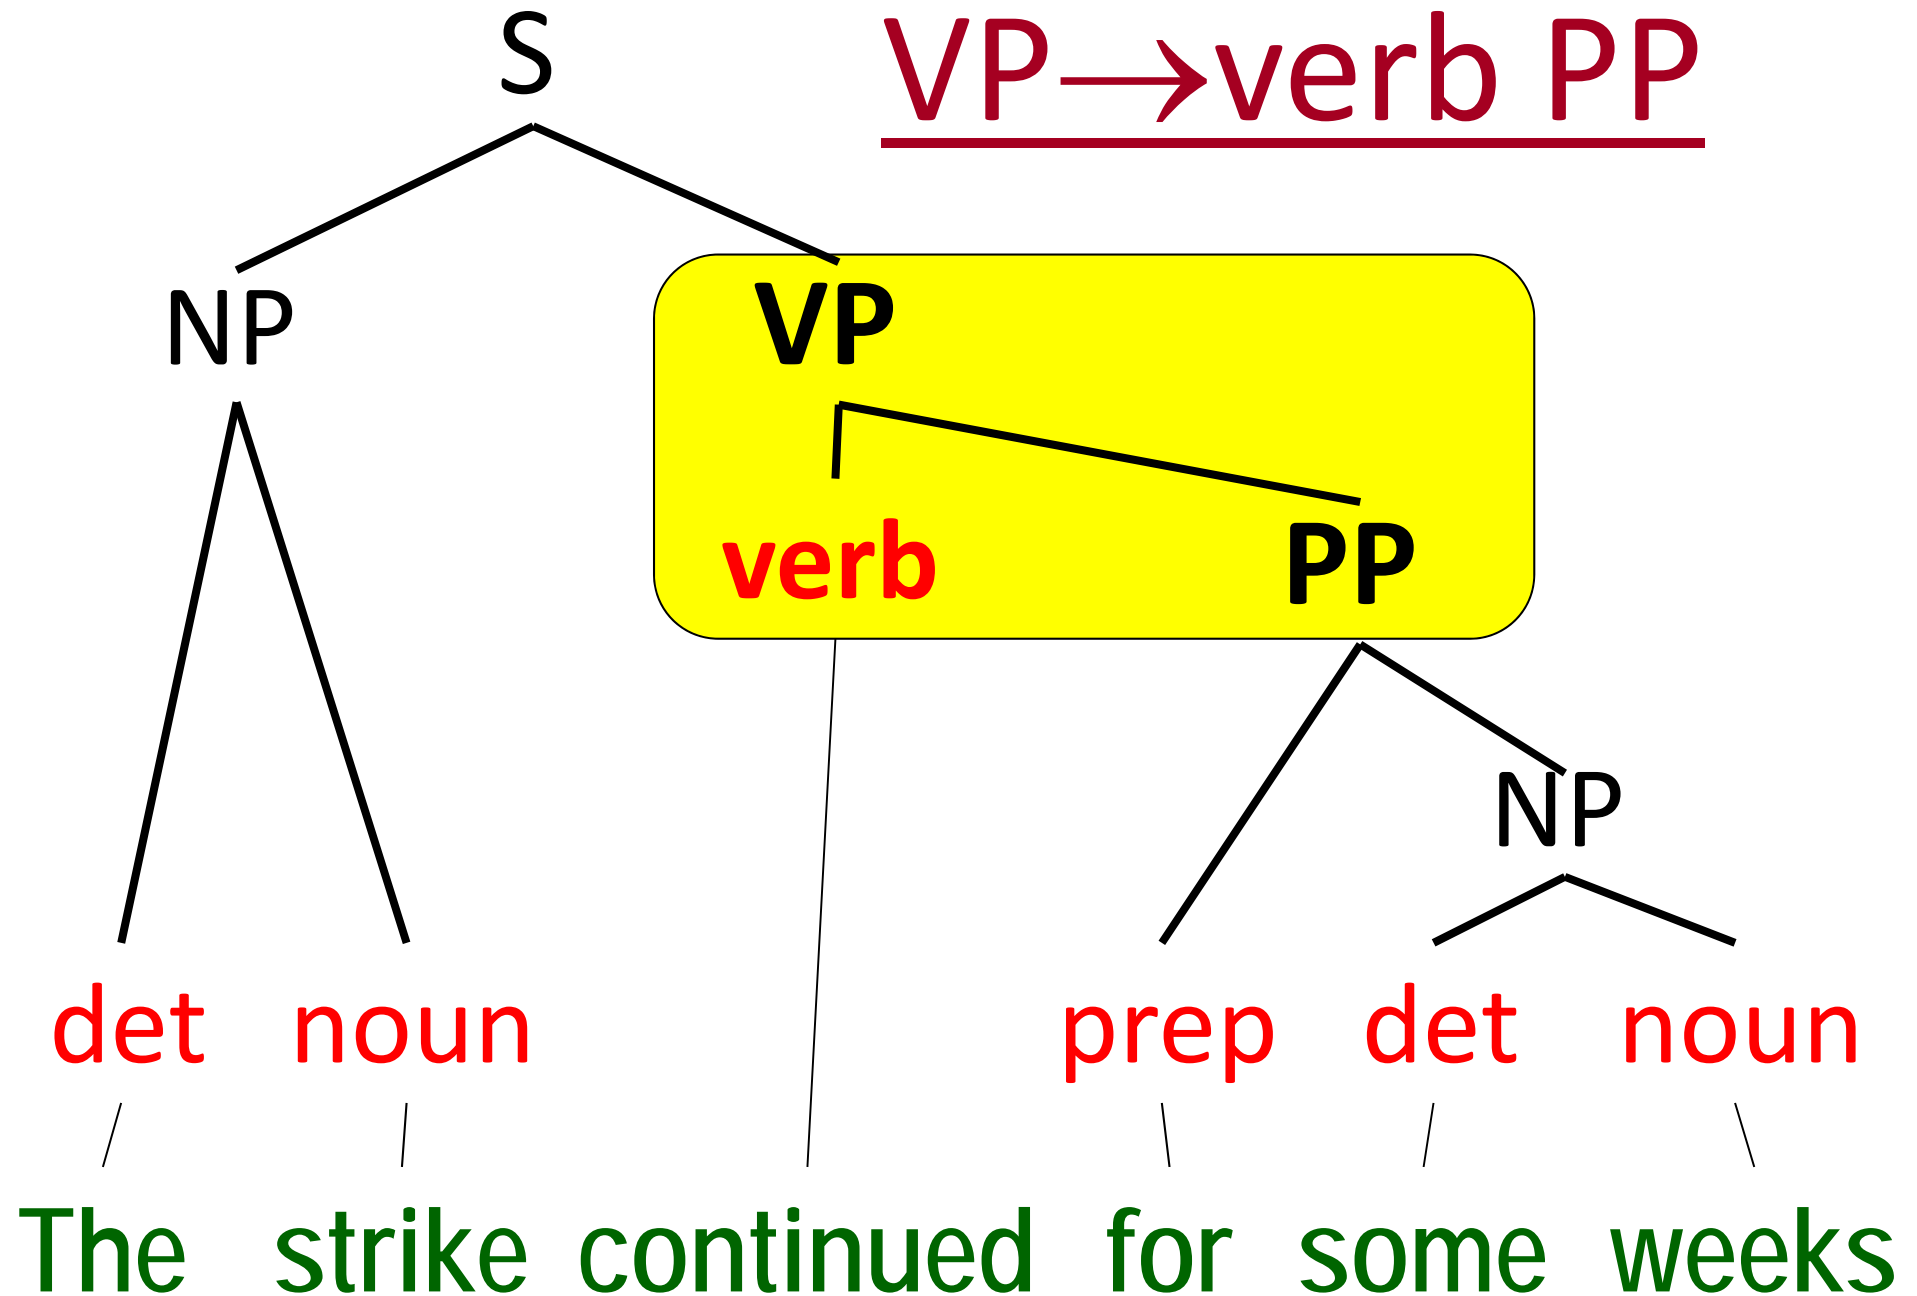 S VP→verb PP
NP VP
verb PP
NP
det noun prep det noun
The strike continued for some weeks